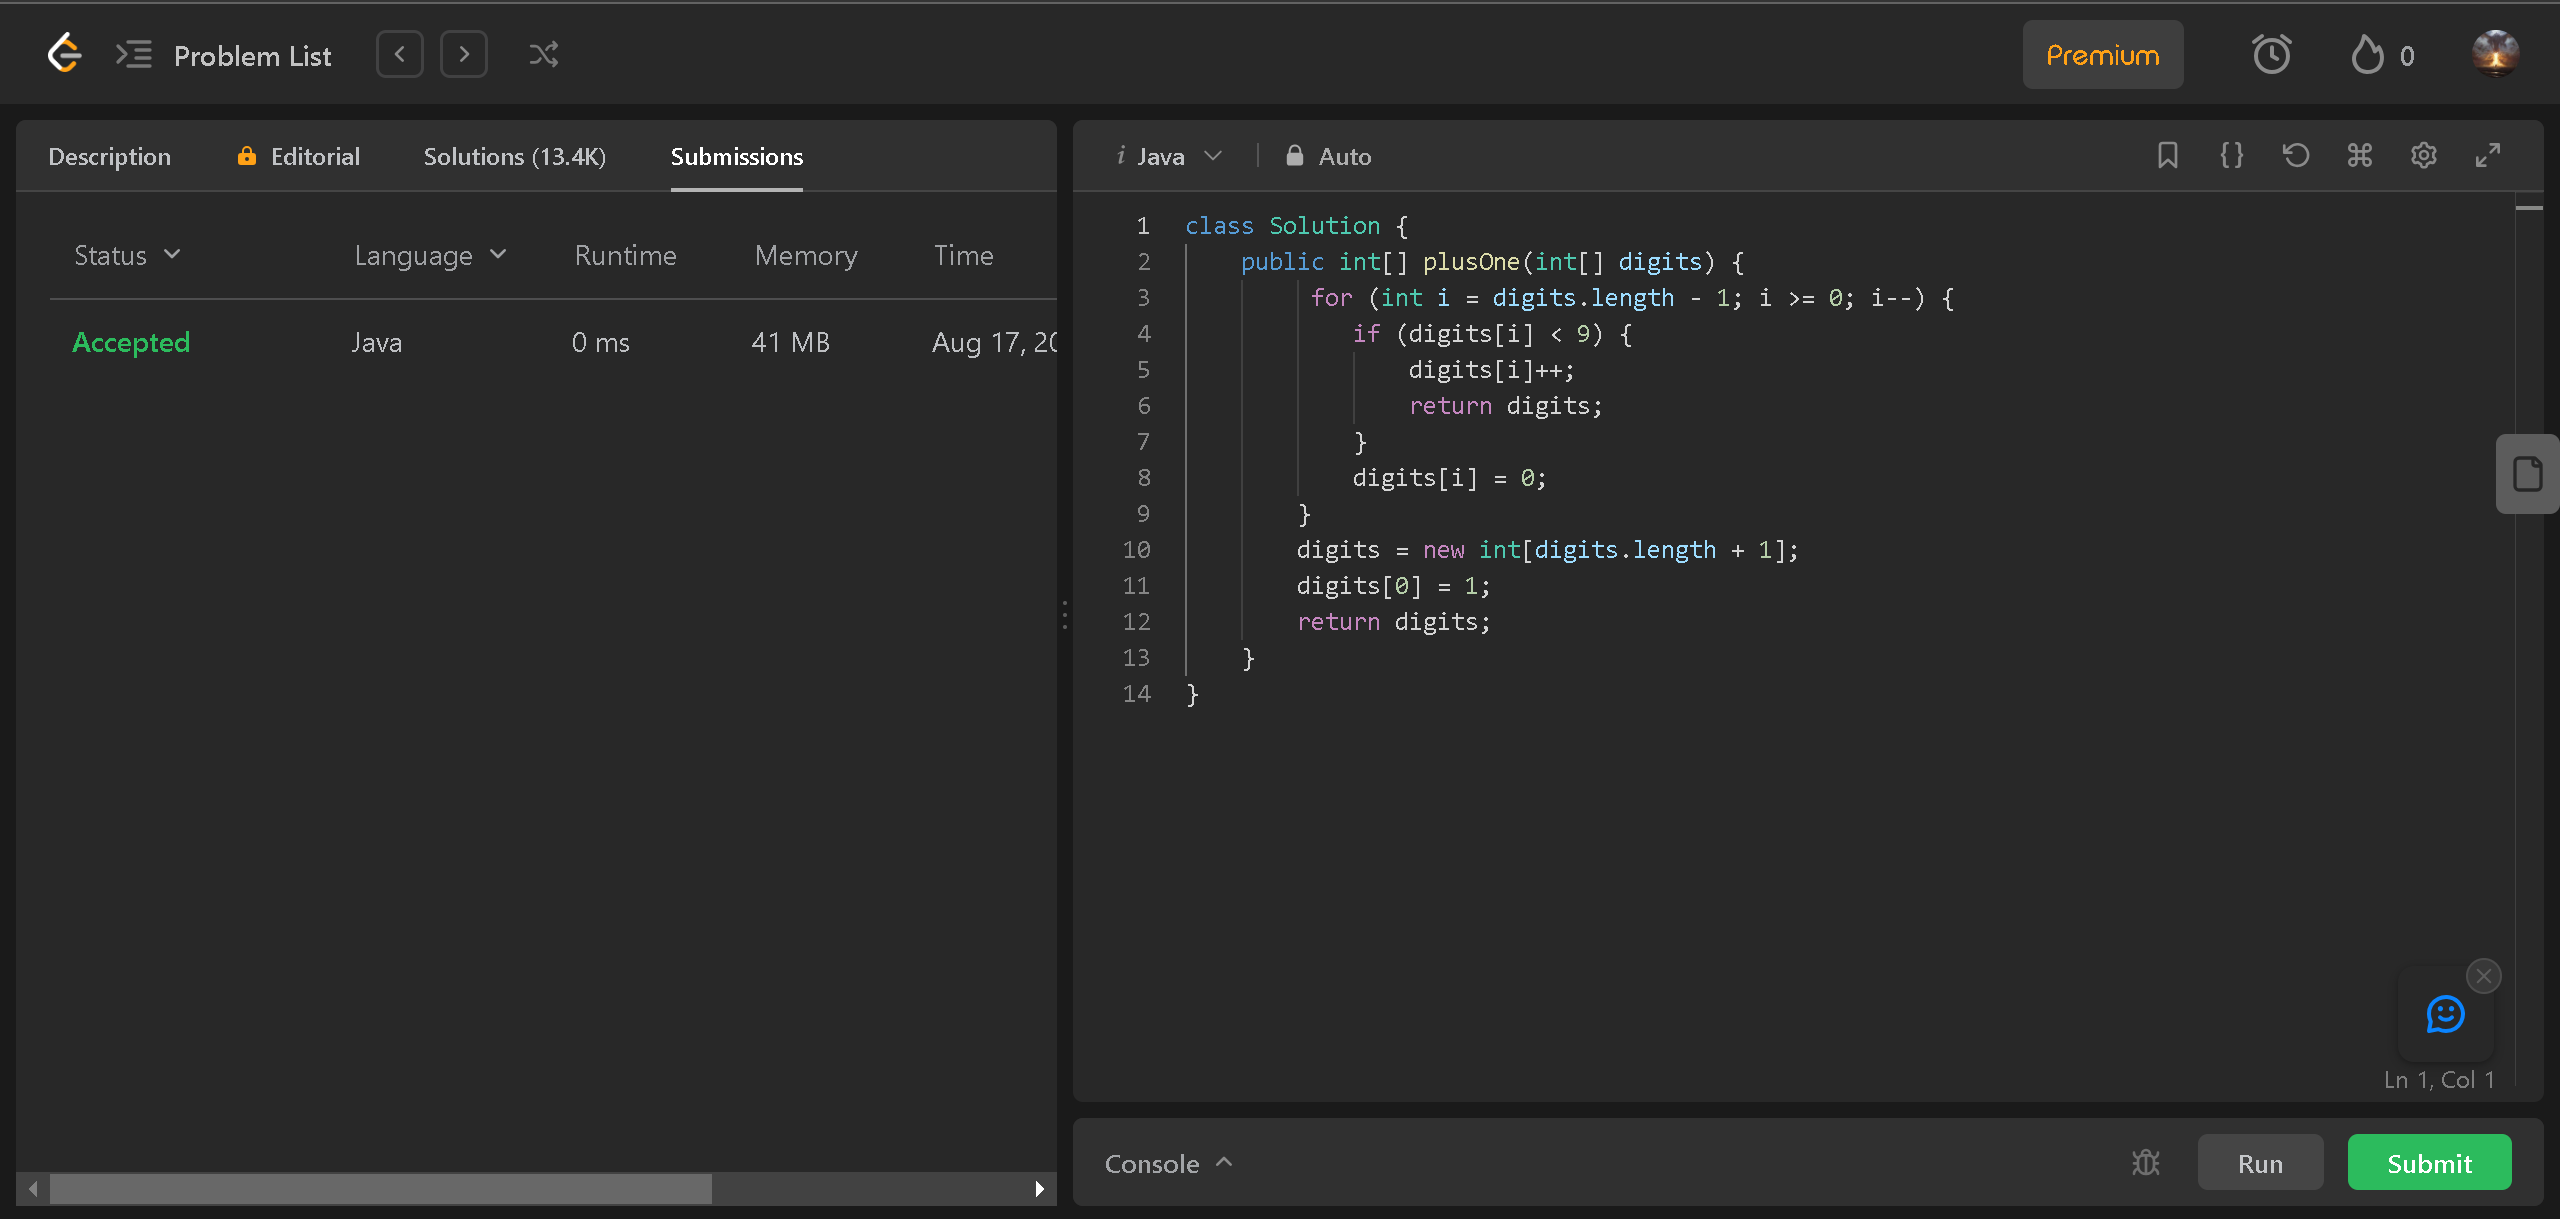 Problem List
Premium
0
Description Editorial Solutions (13.4K) Submissions
Status Language Runtime Memory Time
Accepted Java 0 ms 41 MB Aug 17, 20
i Java Auto
1 class Solution {
2 public int[] plusOne(int[] digits) {
3 for (int i = digits.length - 1; i >= 0; i--) {
4 if (digits[i] < 9) {
5 digits[i]++;
6 return digits;
7 }
8 digits[i] = 0;
9 }
10 digits = new int[digits.length + 1];
11 digits[0] = 1;
12 return digits;
13 }
14 }
Ln 1, Col 1
Console Run Submit